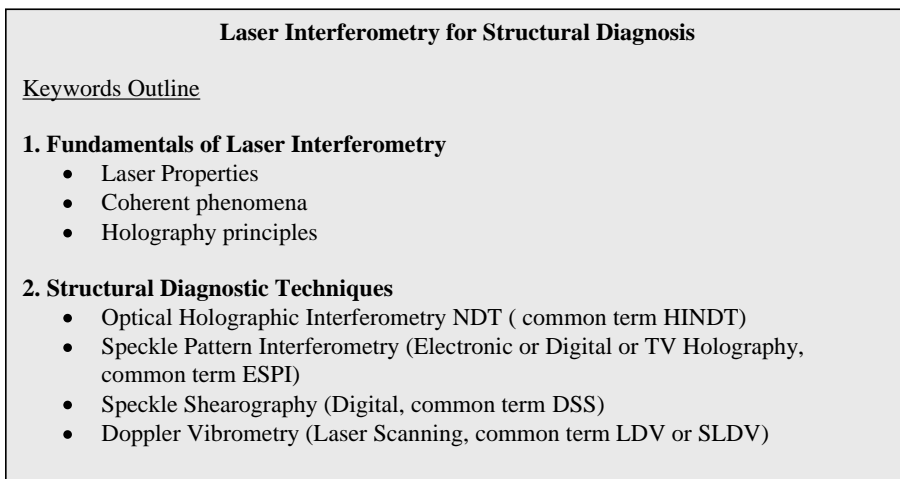 Laser Interferometry for Structural Diagnosis
Keywords Outline
1. Fundamentals of Laser Interferometry
• Laser Properties
• Coherent phenomena
• Holography principles
2. Structural Diagnostic Techniques
• Optical Holographic Interferometry NDT ( common term HINDT)
• Speckle Pattern Interferometry (Electronic or Digital or TV Holography,
common term ESPI)
• Speckle Shearography (Digital, common term DSS)
• Doppler Vibrometry (Laser Scanning, common term LDV or SLDV)